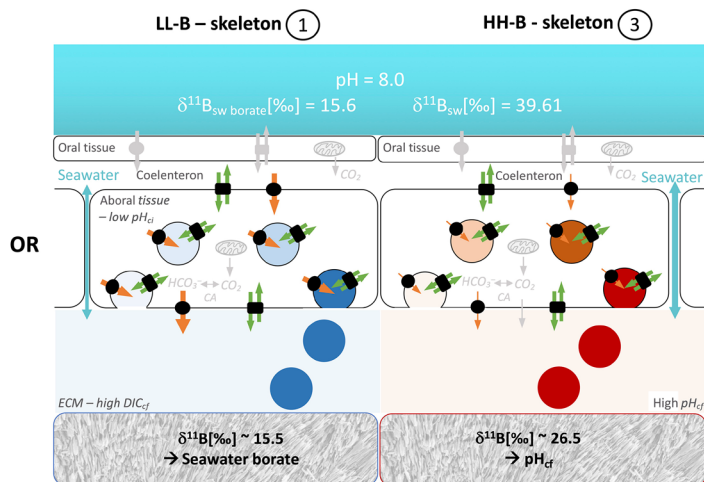 LL-B – skeleton 1
HH-B - skeleton 3
pH = 8.0
δ¹¹Bsw borate[‰] = 15.6
δ¹¹Bsw[‰] = 39.61
Oral tissue
Oral tissue
Seawater
Coelenteron
CO₂
Coelenteron
Seawater
CO₂
Aboral tissue
– low pHci
OR
HCO₃⁻
CO₂
CA
HCO₃⁻
CO₂
CA
ECM – high DICcf
High pHcf
δ¹¹B[‰] ~ 15.5
→ Seawater borate
δ¹¹B[‰] ~ 26.5
→ pHcf